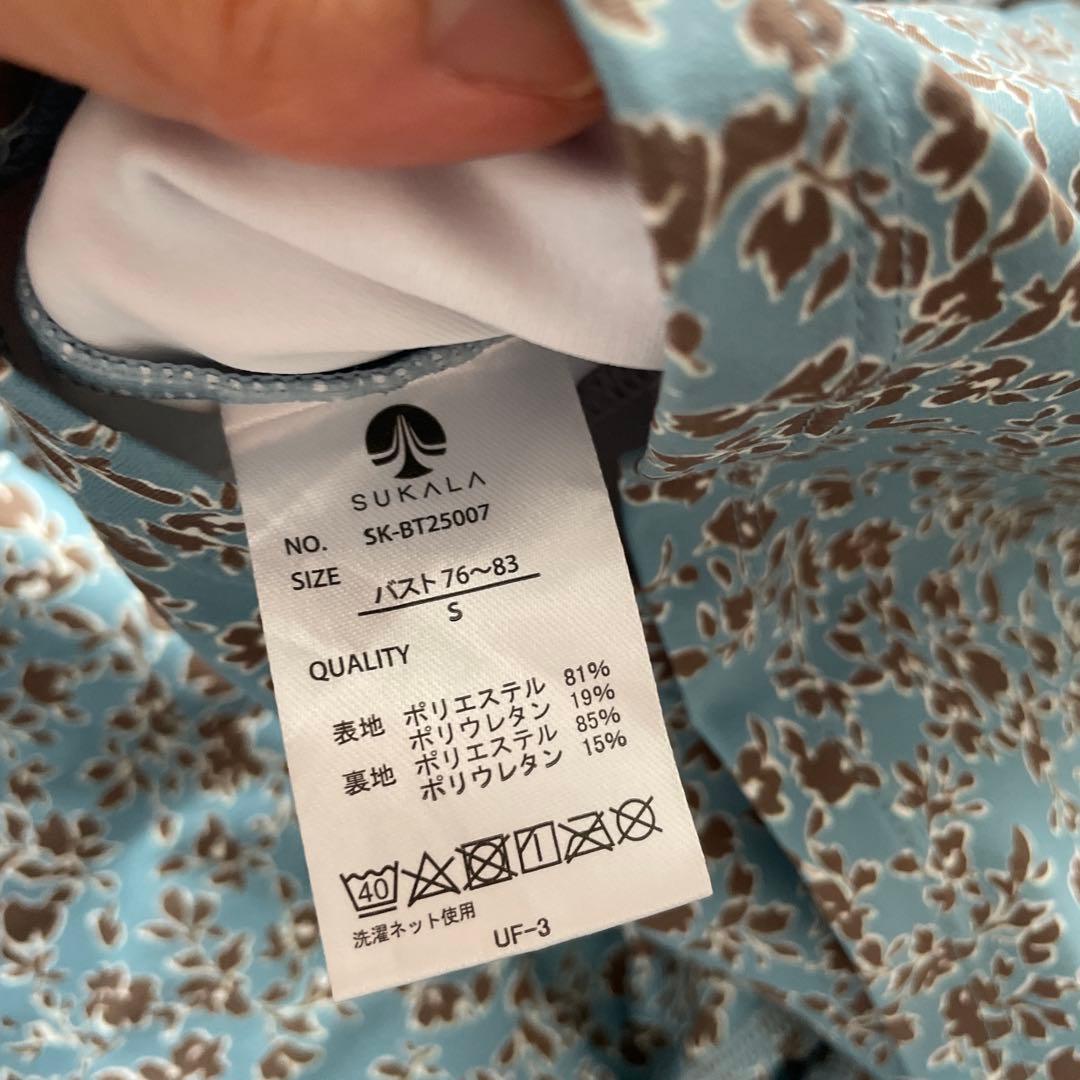 SUKALA
NO. SK-BT25007
SIZE バスト76〜83
S
QUALITY
表地 ポリエステル 81%
ポリウレタン 19%
裏地 ポリエステル 85%
ポリウレタン 15%
40
洗濯ネット使用
UF-3